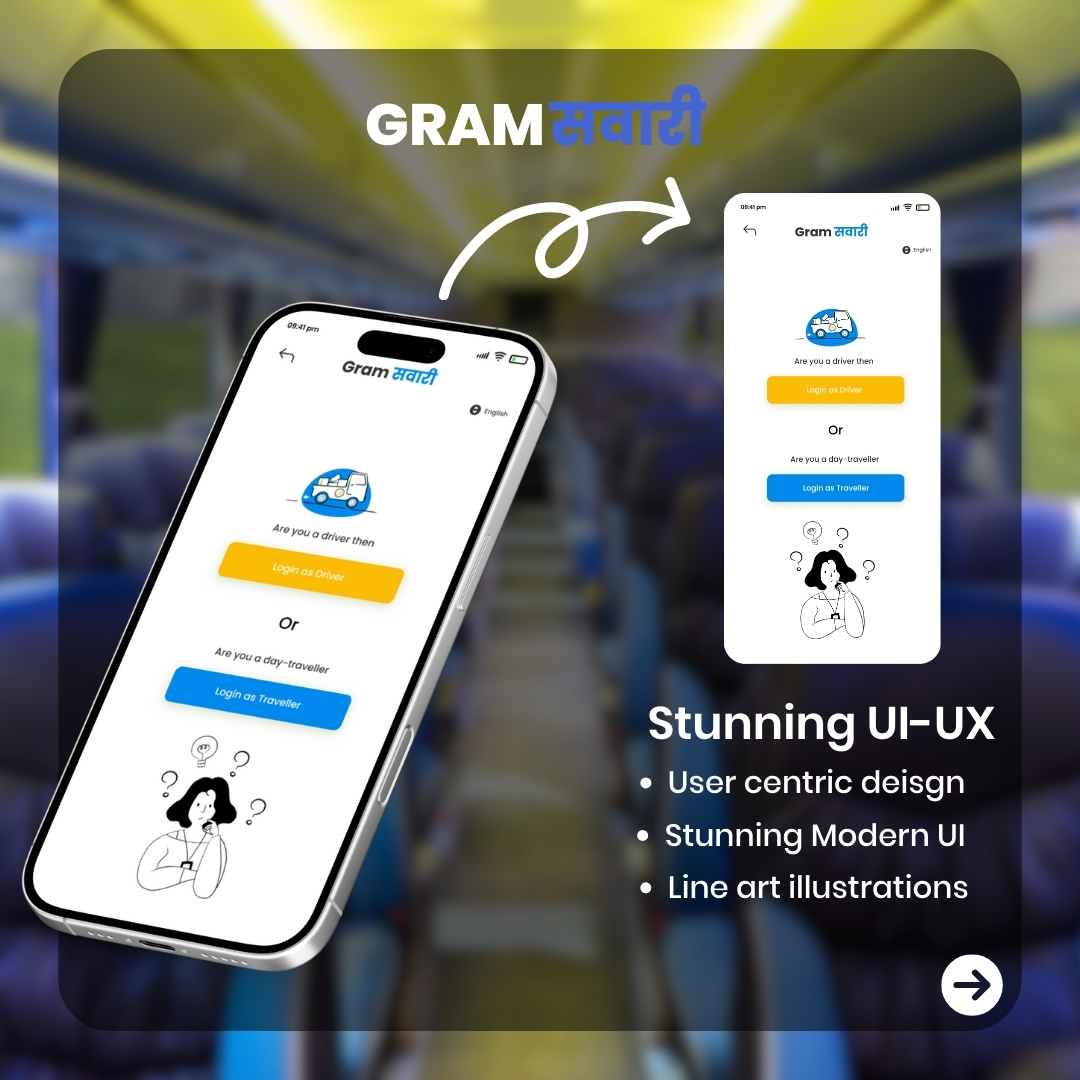 GRAM सवारी
09:41 pm
Gram सवारी
English
Are you a driver then
Login as Driver
Or
Are you a day-traveller
Login as Traveller
? ? ? ?
09:41 pm
Gram सवारी
English
Are you a driver then
Login as Driver
Or
Are you a day-traveller
Login as Traveller
? ? ? ?
Stunning UI-UX
• User centric deisgn
• Stunning Modern UI
• Line art illustrations